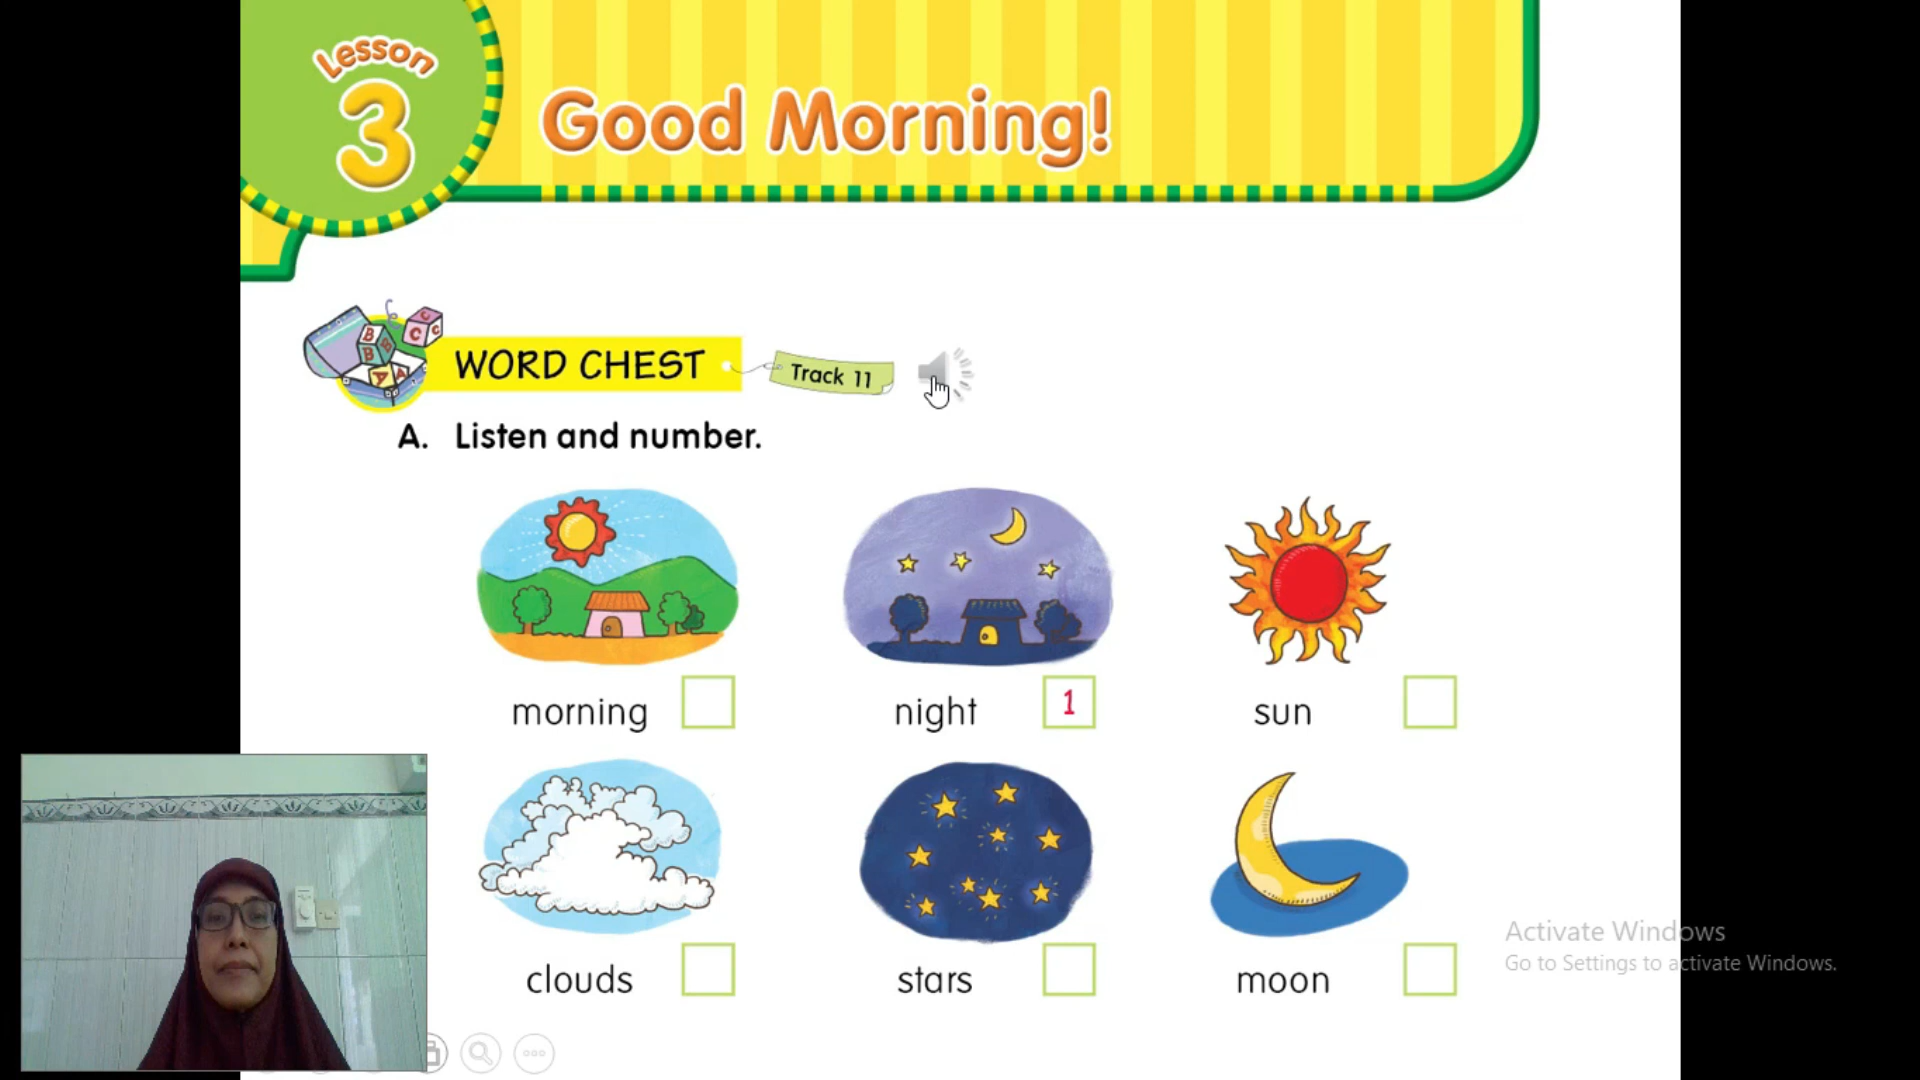 Lesson
3
Good Morning!
WORD CHEST
Track 11
A. Listen and number.
morning
night 1
sun
clouds
stars
moon
B
B
B
C
C
C
A
A
Activate Windows
Go to Settings to activate Windows.